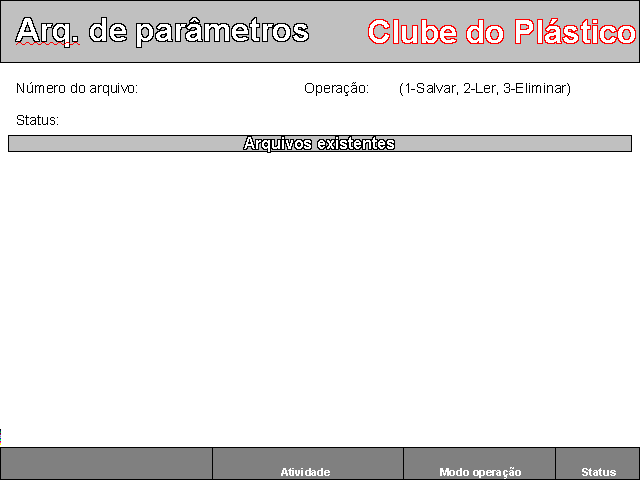 Arq. de parâmetros Clube do Plástico
Número do arquivo: Operação: (1-Salvar, 2-Ler, 3-Eliminar)
Status:
Arquivos existentes
Atividade Modo operação Status